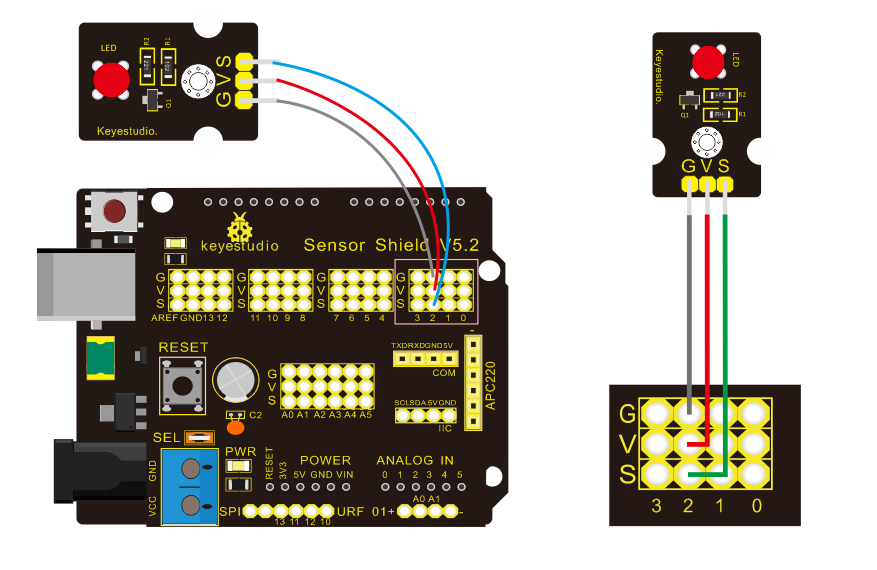 LED
R2
R1
221
102
Q1
G V S
Keyestudio.
keyestudio
Sensor Shield V5.2
G
V
S
AREF GND 13 12
G
V
S
11 10 9 8
G
V
S
7 6 5 4
G
V
S
3 2 1 0
RESET
G
V
S
A0 A1 A2 A3 A4 A5
C2
TXD RXD GND 5V
COM
SCL SDA 5V GND
IIC
-
APC220
SEL
PWR
GND
VCC
RESET
3V3
POWER
5V GND VIN
ANALOG IN
0 1 2 3 4 5
SPI
13 11 12 10
URF
01+
A0 A1
-
Keyestudio.
LED
Q1
221
R2
102
R1
G V S
G
V
S
3 2 1 0